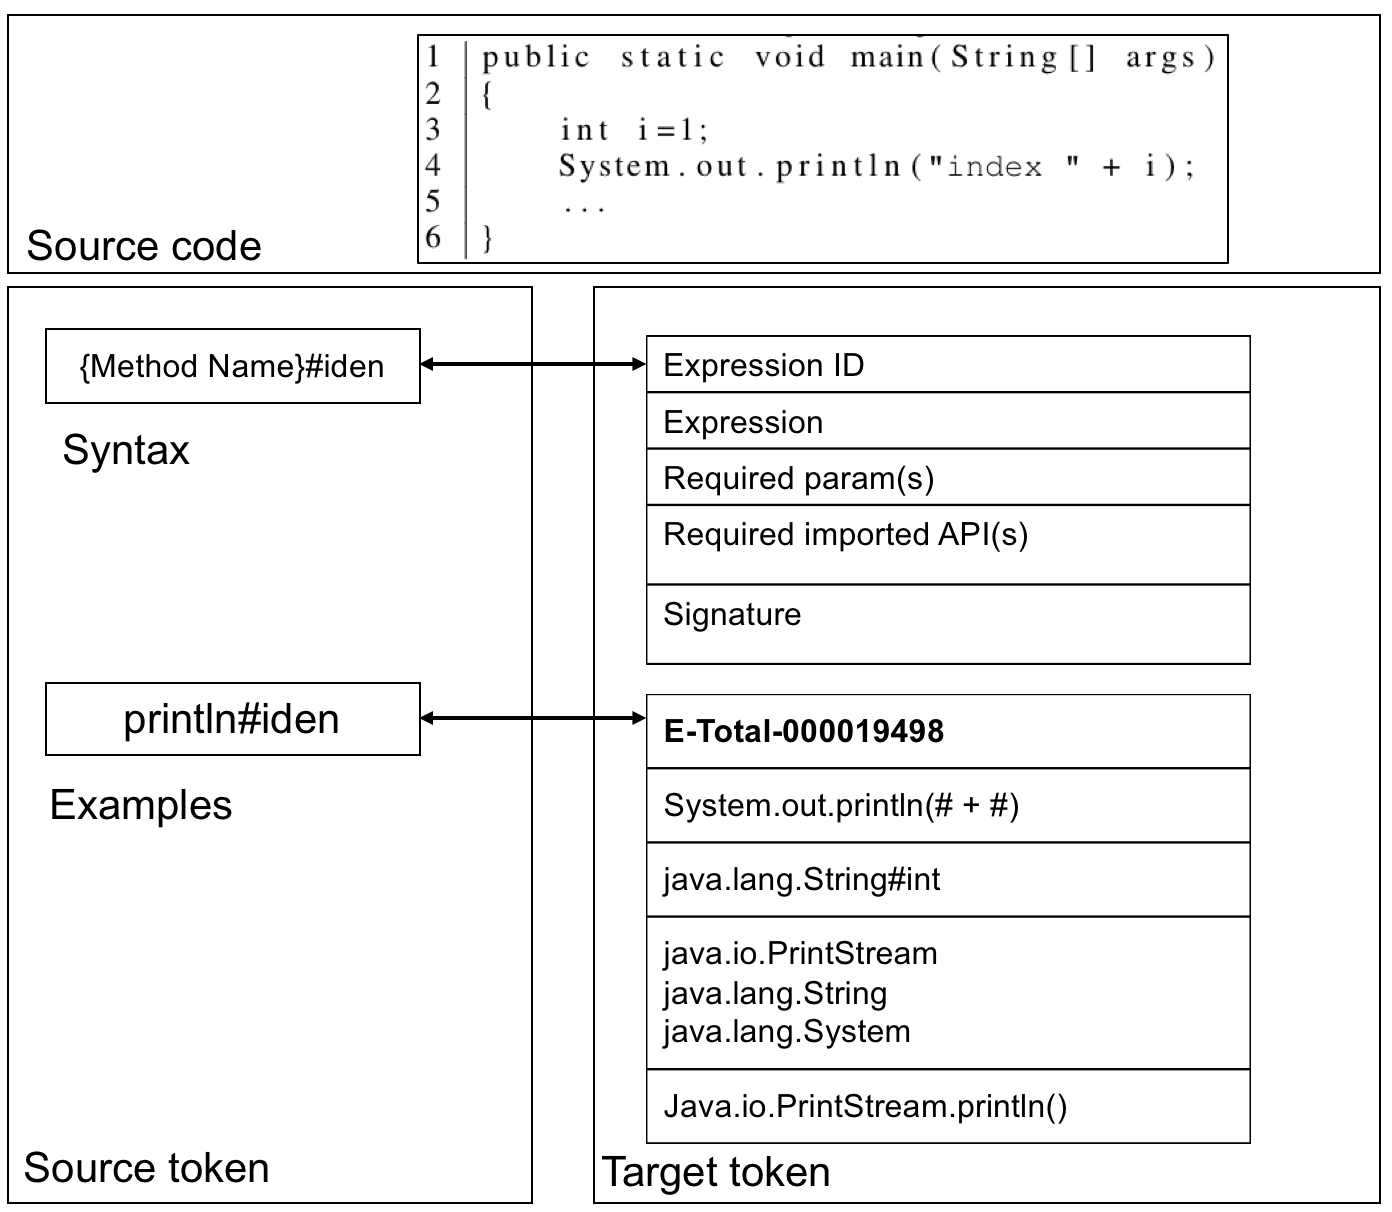 1 public static void main(String[] args)
2 {
3 int i=1;
4 System.out.println("index " + i);
5 ...
6 }
Source code
{Method Name}#iden
Syntax
Expression ID
Expression
Required param(s)
Required imported API(s)
Signature
println#iden
Examples
E-Total-000019498
System.out.println(# + #)
java.lang.String#int
java.io.PrintStream
java.lang.String
java.lang.System
Java.io.PrintStream.println()
Source token
Target token